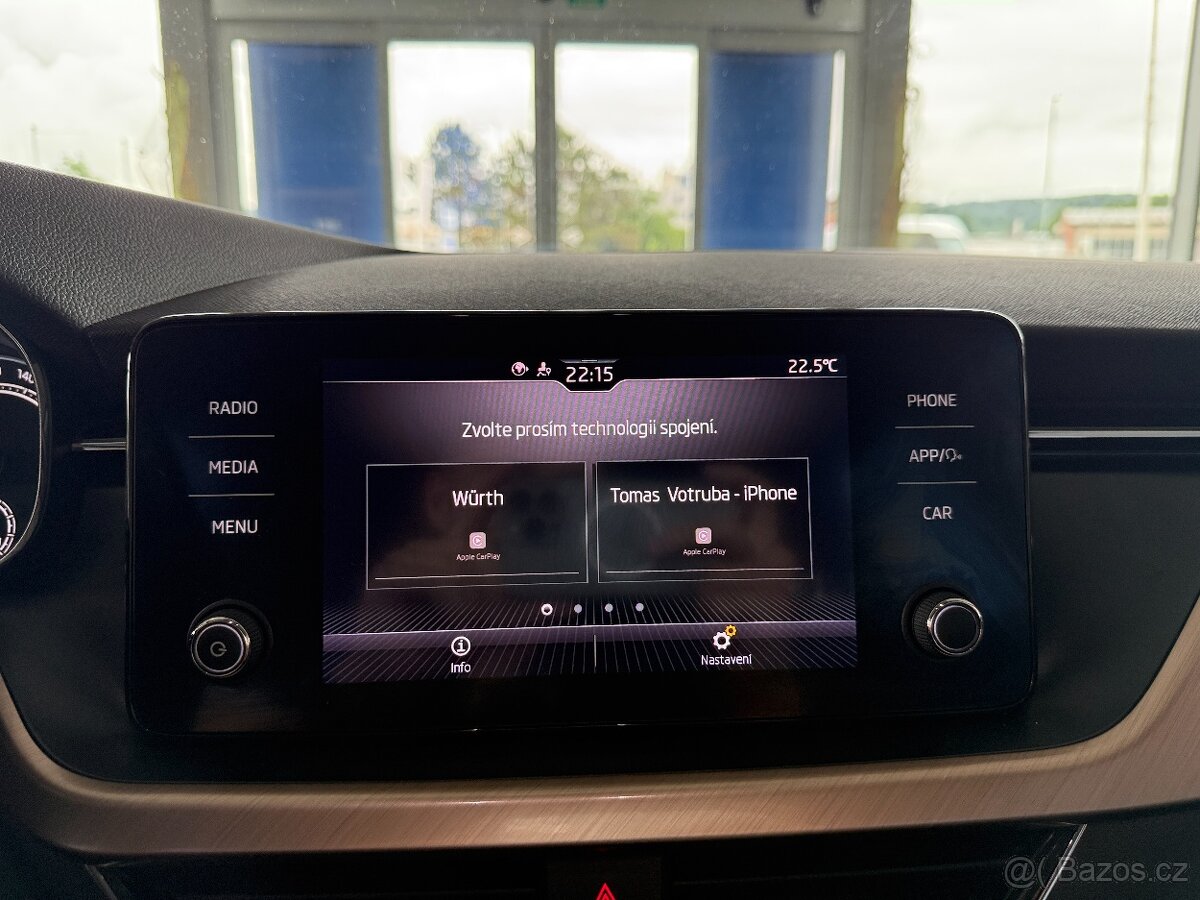 22:15
22.5°C
Zvolte prosím technologii spojení.
Würth
Apple CarPlay
Tomas Votruba - iPhone
Apple CarPlay
Info
Nastavení
RADIO
MEDIA
MENU
PHONE
APP/
CAR
140
@( Bazos.cz